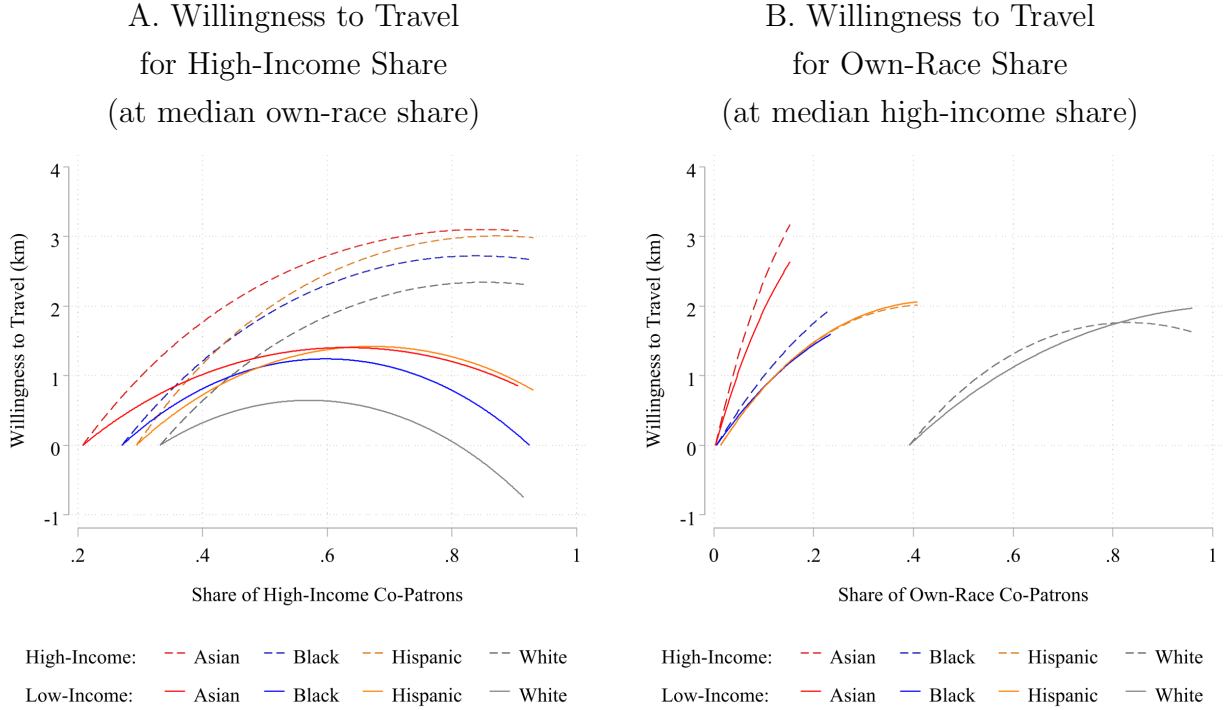 A. Willingness to Travel
for High-Income Share
(at median own-race share)
4
3
2
1
0
-1
Willingness to Travel (km)
.2 .4 .6 .8 1
Share of High-Income Co-Patrons
High-Income: Asian Black Hispanic White
Low-Income: Asian Black Hispanic White
B. Willingness to Travel
for Own-Race Share
(at median high-income share)
4
3
2
1
0
-1
Willingness to Travel (km)
0 .2 .4 .6 .8 1
Share of Own-Race Co-Patrons
High-Income: Asian Black Hispanic White
Low-Income: Asian Black Hispanic White